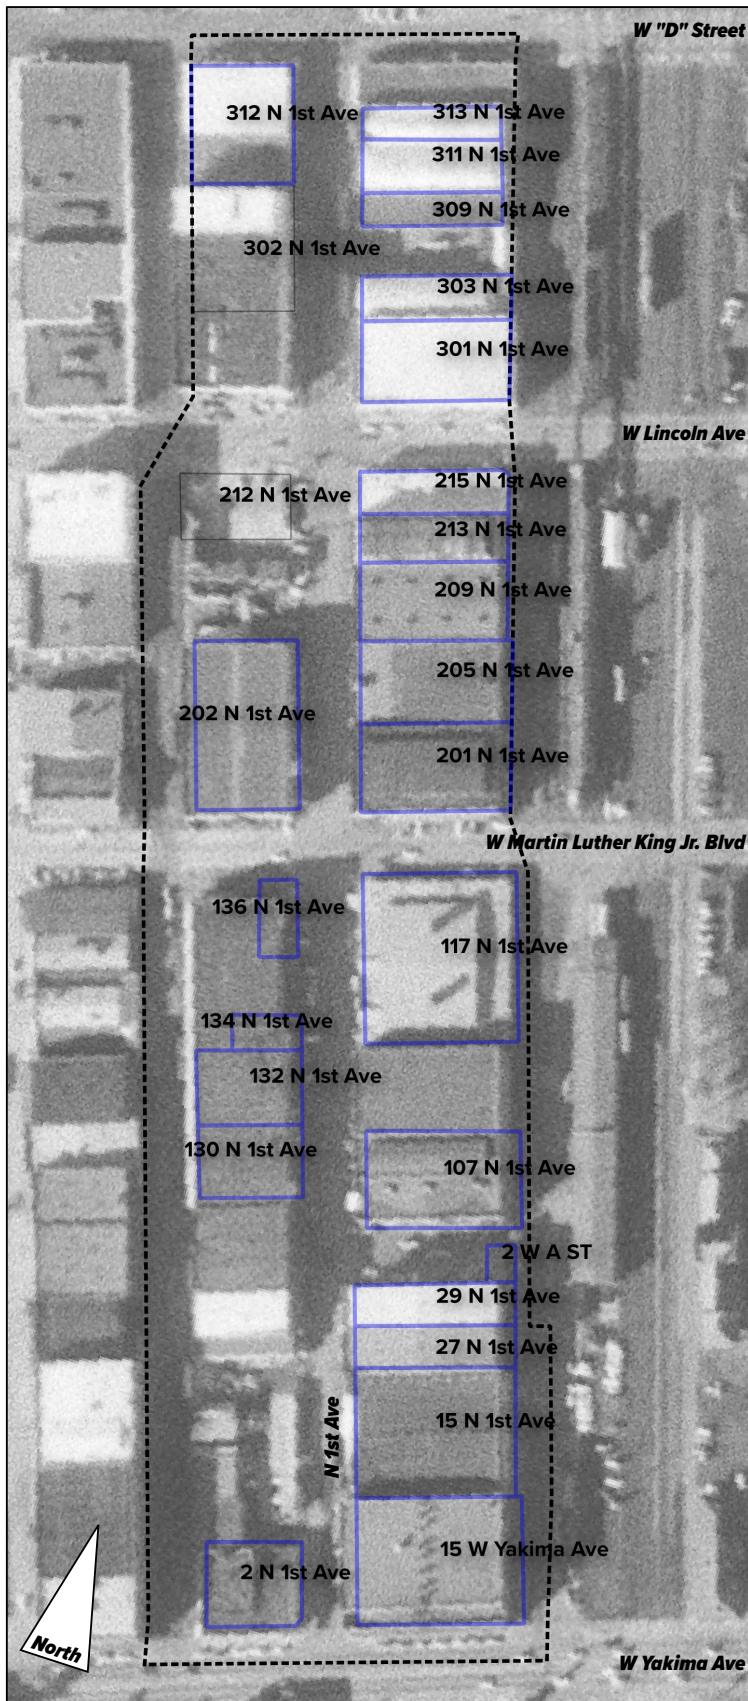 W "D" Street
312 N 1st Ave
313 N 1st Ave
311 N 1st Ave
309 N 1st Ave
302 N 1st Ave
303 N 1st Ave
301 N 1st Ave
W Lincoln Ave
215 N 1st Ave
212 N 1st Ave
213 N 1st Ave
209 N 1st Ave
205 N 1st Ave
202 N 1st Ave
201 N 1st Ave
W Martin Luther King Jr. Blvd
136 N 1st Ave
117 N 1st Ave
134 N 1st Ave
132 N 1st Ave
130 N 1st Ave
107 N 1st Ave
2 W A ST
29 N 1st Ave
27 N 1st Ave
15 N 1st Ave
N 1st Ave
15 W Yakima Ave
2 N 1st Ave
North
W Yakima Ave